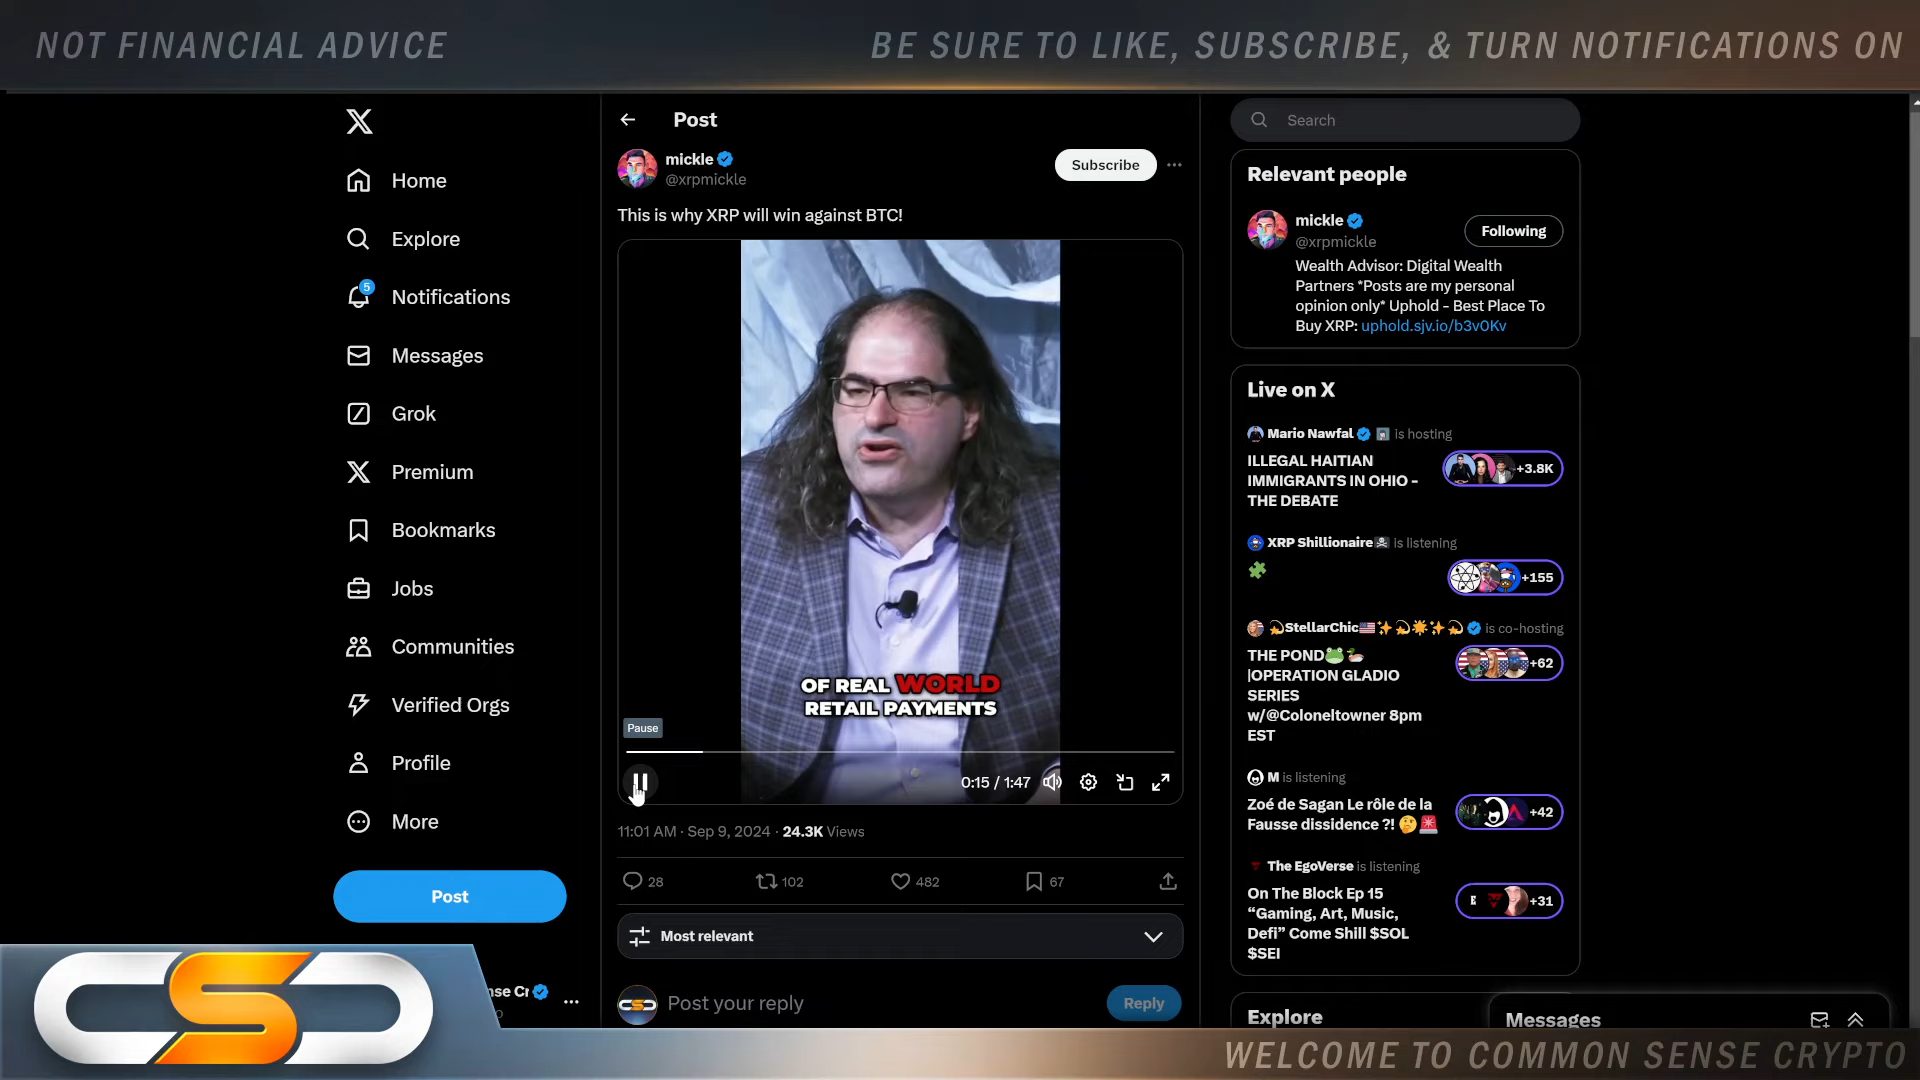 NOT FINANCIAL ADVICE
BE SURE TO LIKE, SUBSCRIBE, & TURN NOTIFICATIONS ON
Home
Explore
5
Notifications
Messages
Grok
Premium
Bookmarks
Jobs
Communities
Verified Orgs
Profile
More
Post
nse Cr
Post
mickle
@xrpmickle
Subscribe
This is why XRP will win against BTC!
OF REAL WORLD
RETAIL PAYMENTS
Pause
0:15 / 1:47
11:01 AM · Sep 9, 2024 · 24.3K Views
28
102
482
67
Most relevant
Post your reply
Reply
Search
Relevant people
mickle
@xrpmickle
Following
Wealth Advisor: Digital Wealth
Partners *Posts are my personal
opinion only* Uphold - Best Place To
Buy XRP: uphold.sjv.io/b3v0Kv
Live on X
Mario Nawfal is hosting
ILLEGAL HAITIAN
IMMIGRANTS IN OHIO -
THE DEBATE
+3.8K
XRP Shillionaire is listening
+155
StellarChic is co-hosting
THE POND
|OPERATION GLADIO
SERIES
w/@Coloneltowner 8pm
EST
+62
M is listening
Zoé de Sagan Le rôle de la
Fausse dissidence ?!
+42
The EgoVerse is listening
On The Block Ep 15
“Gaming, Art, Music,
Defi” Come Shill $SOL
$SEI
+31
Explore
Messages
CSC
WELCOME TO COMMON SENSE CRYPTO